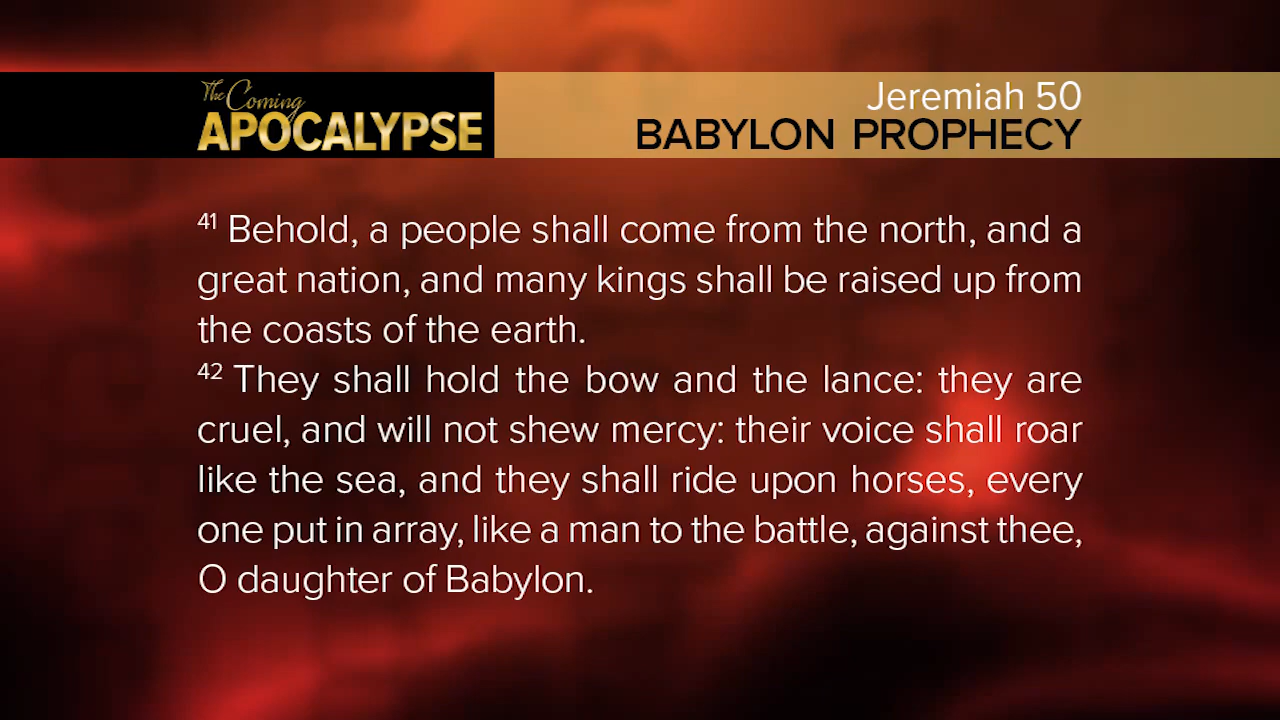 The Coming
APOCALYPSE
Jeremiah 50
BABYLON PROPHECY
41 Behold, a people shall come from the north, and a
great nation, and many kings shall be raised up from
the coasts of the earth.
42 They shall hold the bow and the lance: they are
cruel, and will not shew mercy: their voice shall roar
like the sea, and they shall ride upon horses, every
one put in array, like a man to the battle, against thee,
O daughter of Babylon.